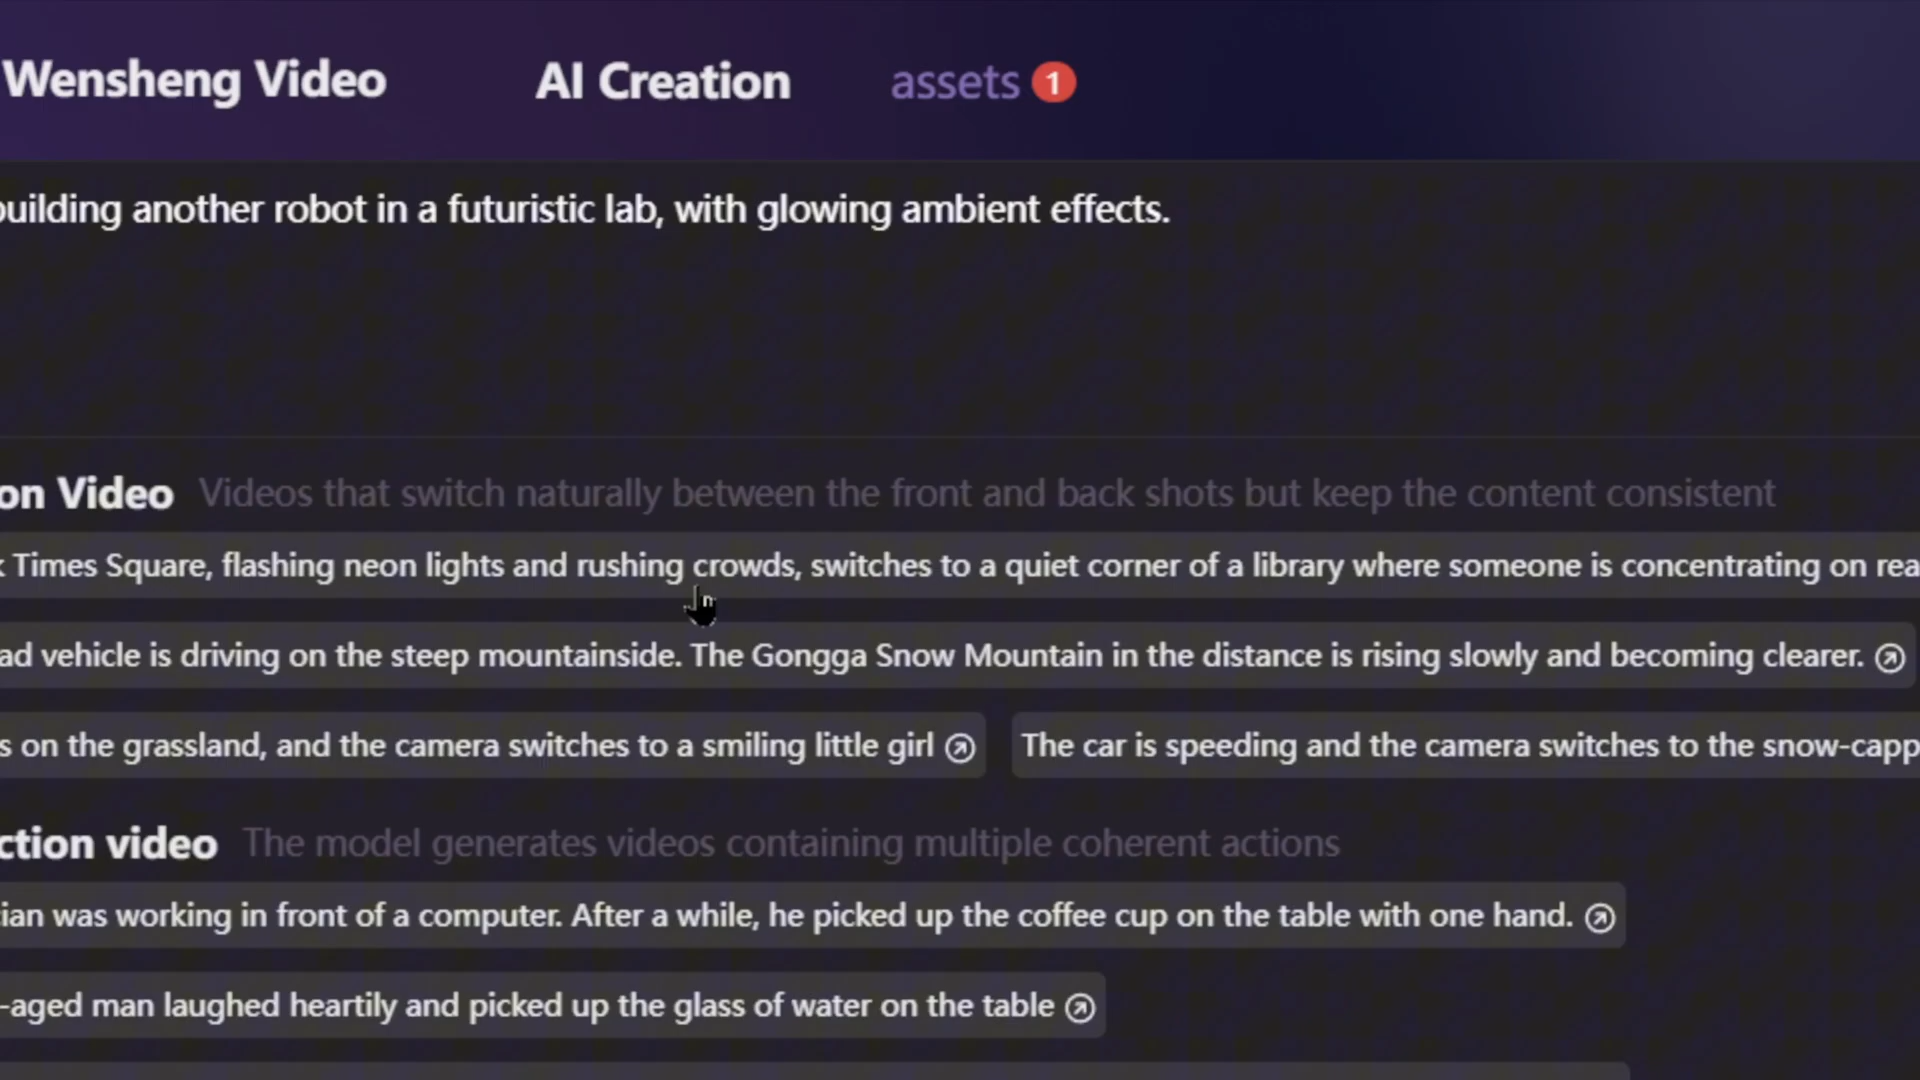 Wensheng Video AI Creation assets 1
building another robot in a futuristic lab, with glowing ambient effects.
on Video Videos that switch naturally between the front and back shots but keep the content consistent
Times Square, flashing neon lights and rushing crowds, switches to a quiet corner of a library where someone is concentrating on rea
ad vehicle is driving on the steep mountainside. The Gongga Snow Mountain in the distance is rising slowly and becoming clearer.
s on the grassland, and the camera switches to a smiling little girl The car is speeding and the camera switches to the snow-capp
ction video The model generates videos containing multiple coherent actions
ian was working in front of a computer. After a while, he picked up the coffee cup on the table with one hand.
-aged man laughed heartily and picked up the glass of water on the table